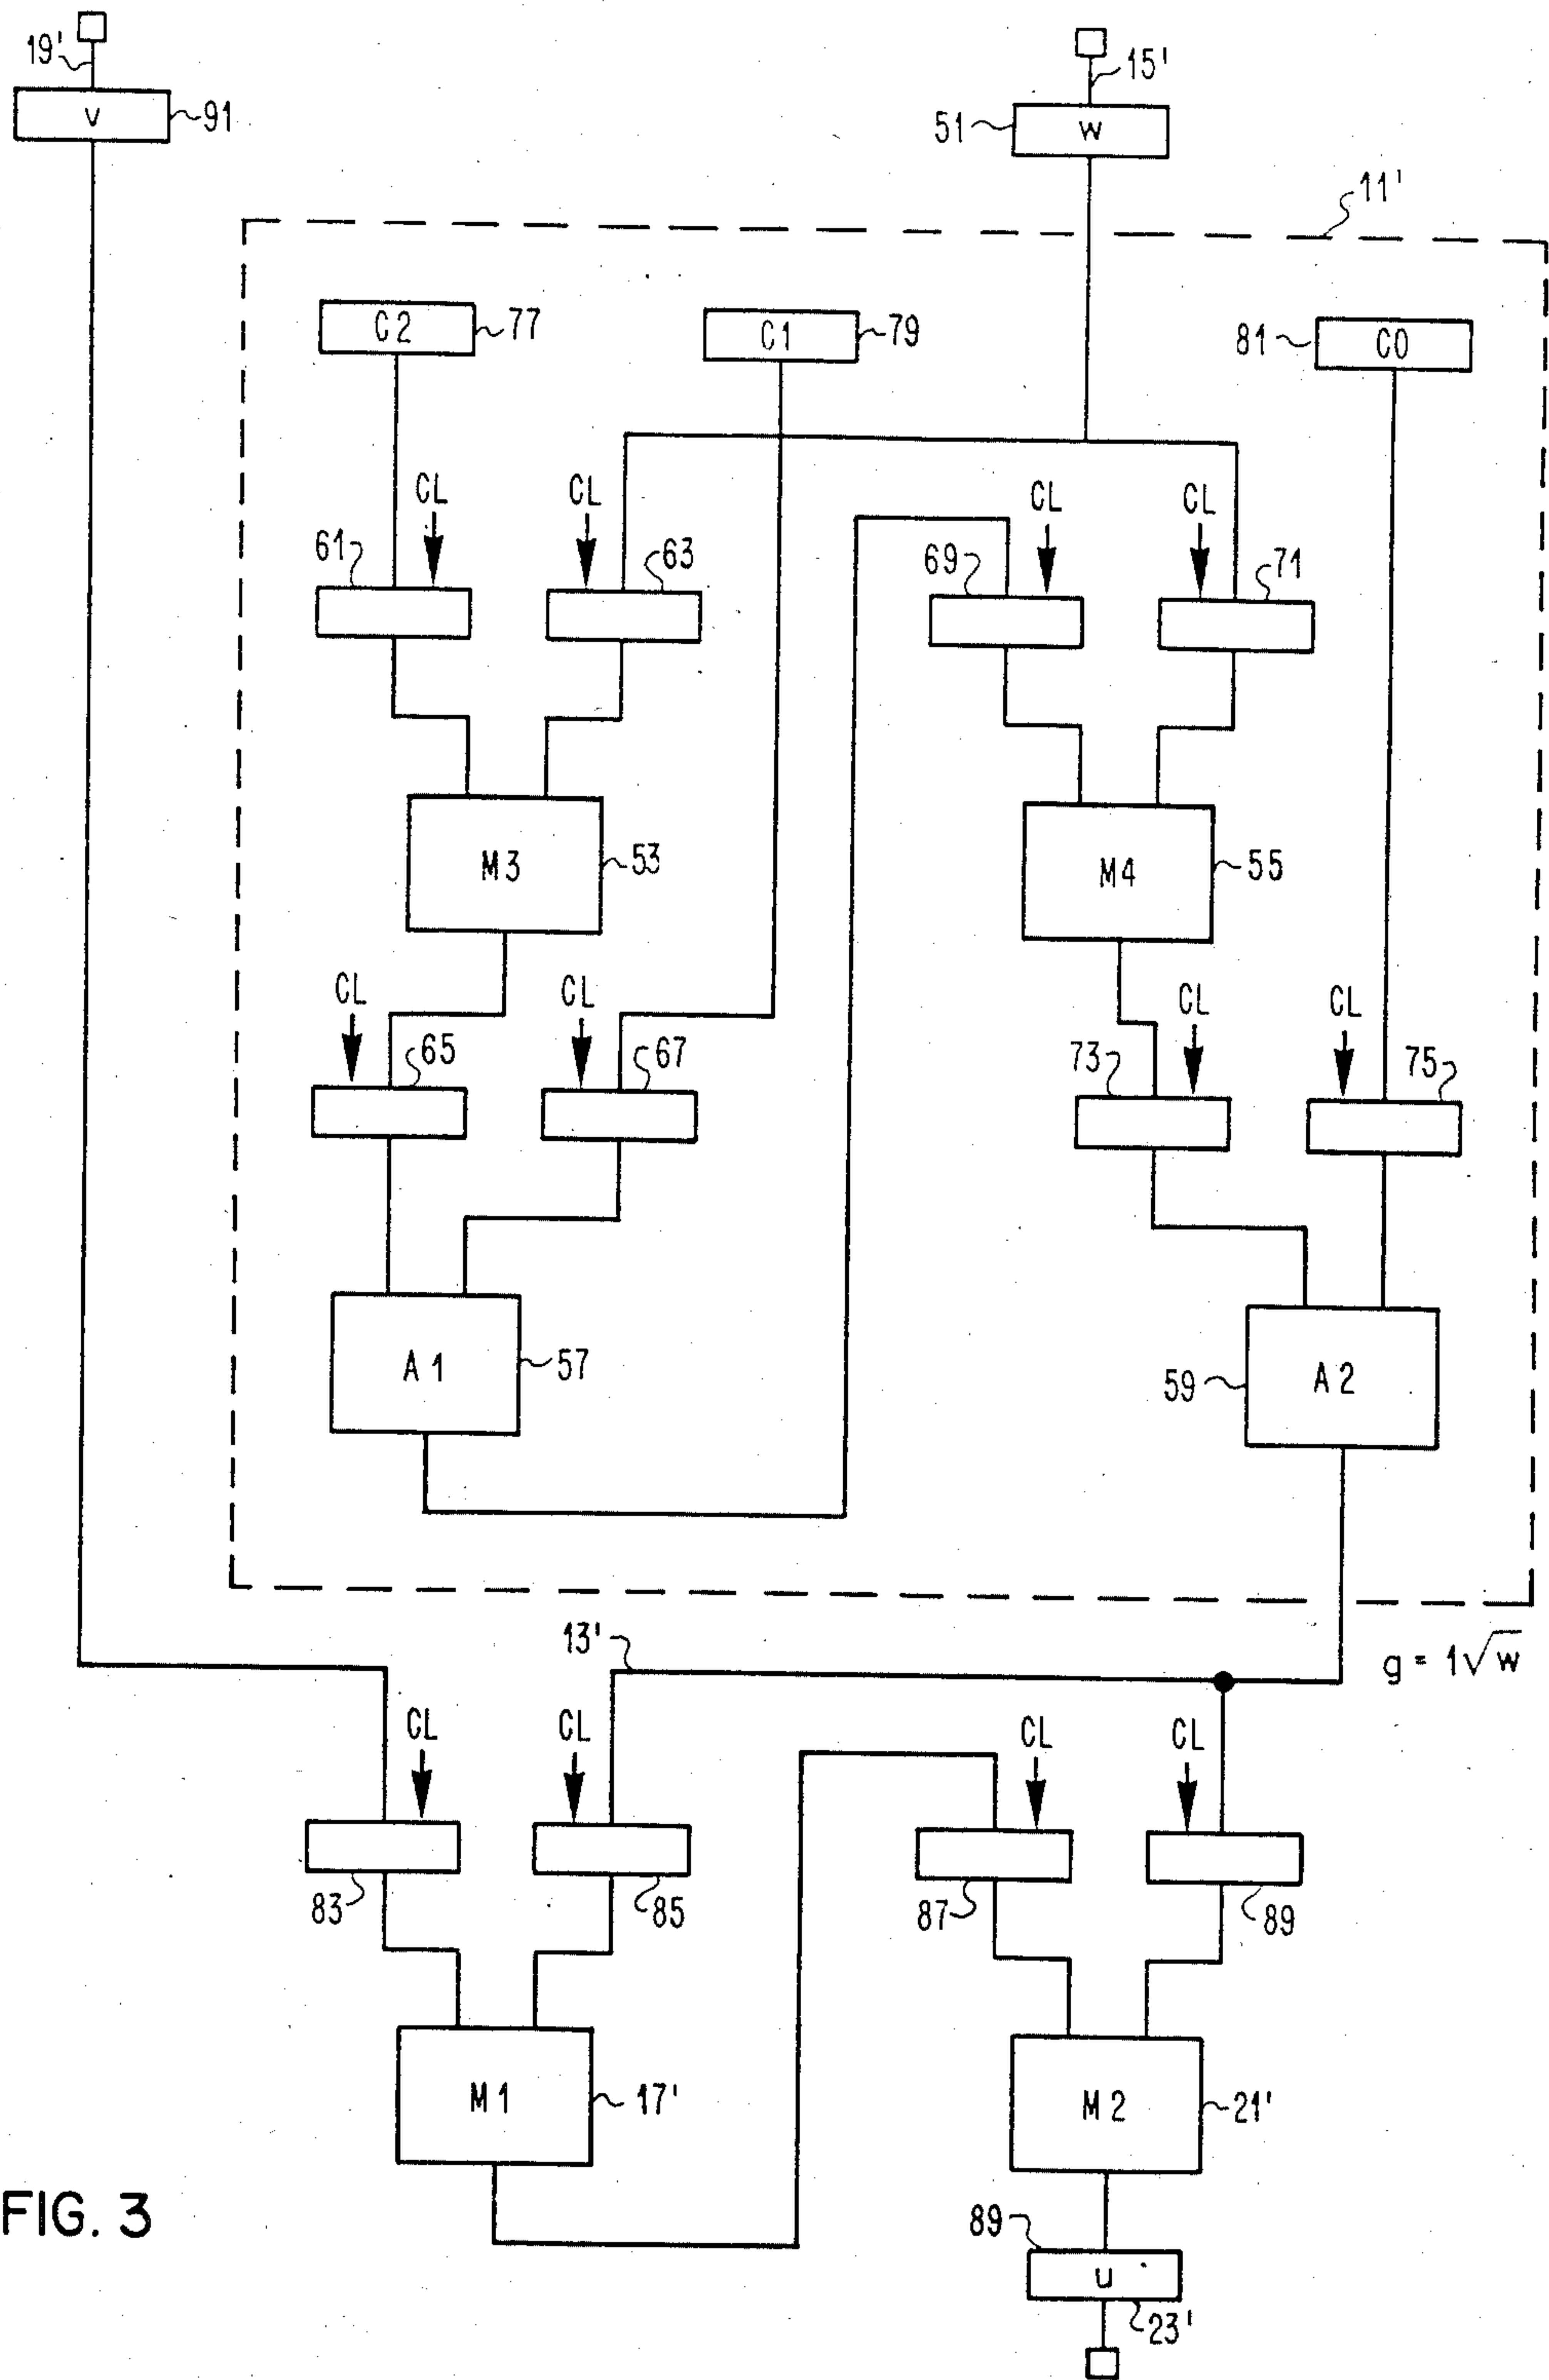 19'
15'
V
91
51
W
11'
C2
77
C1
79
81
C0
CL
CL
CL
CL
61
63
69
71
M3
53
M4
55
CL
CL
CL
CL
65
67
73
75
A1
57
59
A2
13'
g = 1√w
CL
CL
CL
CL
83
85
87
89
M1
17'
M2
21'
FIG. 3
89
u
23'